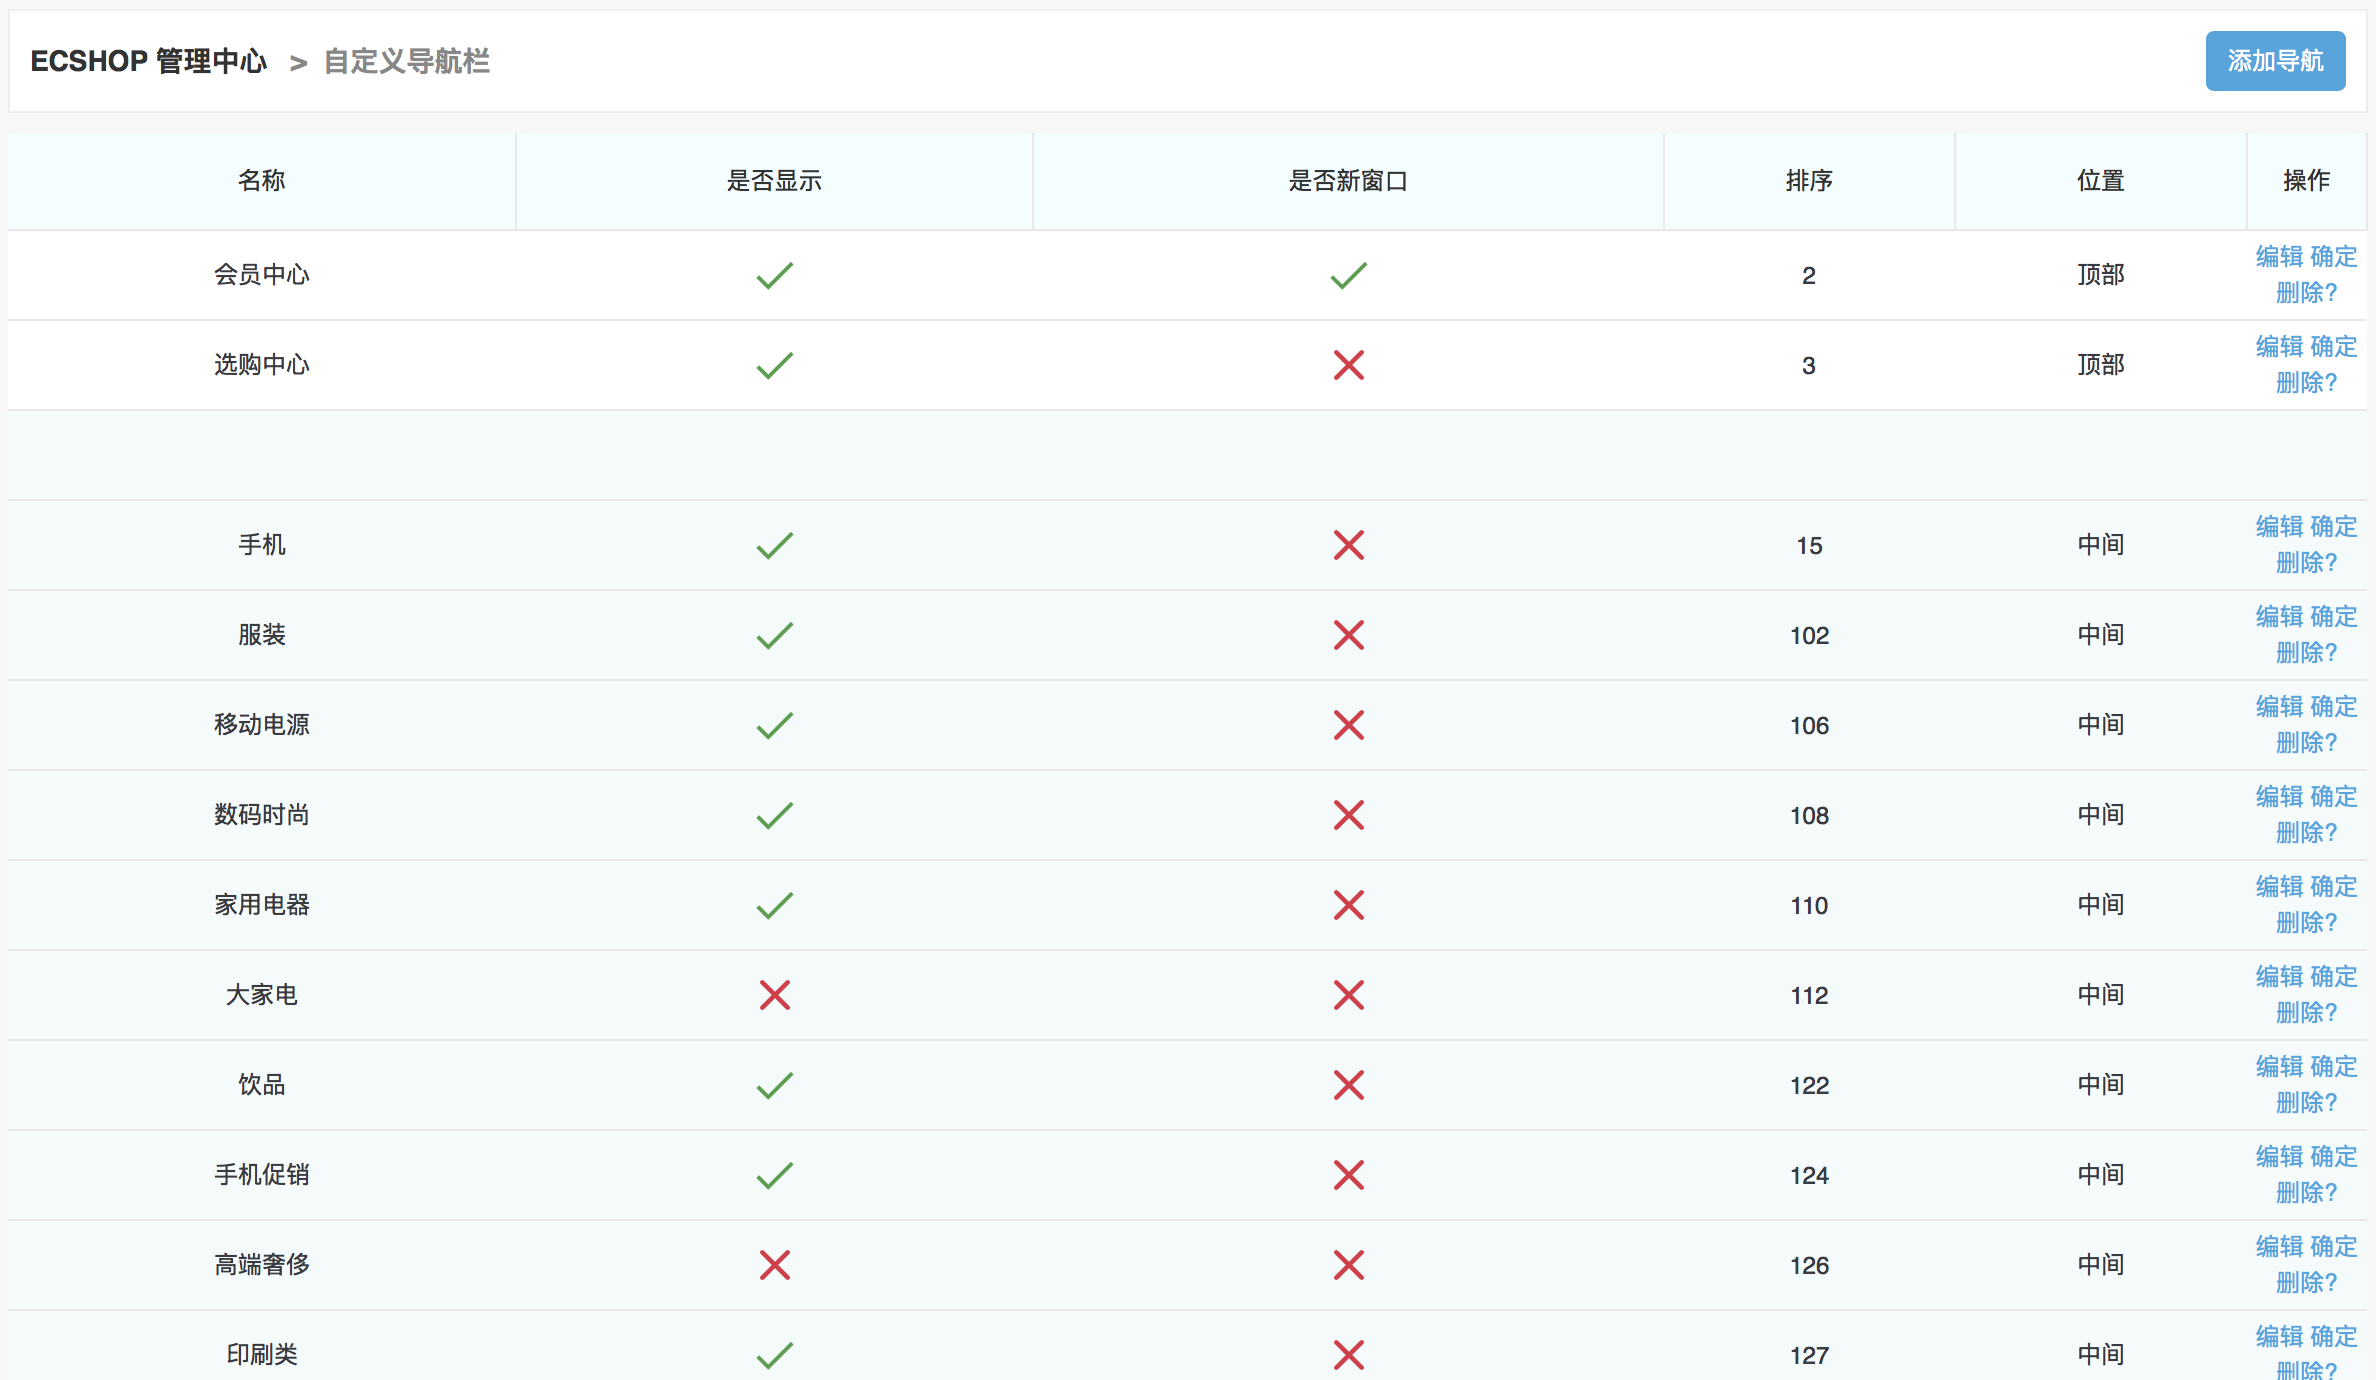 ECSHOP 管理中心 > 自定义导航栏
添加导航
名称 是否显示 是否新窗口 排序 位置 操作
会员中心 2 顶部 编辑 确定
删除?
选购中心 3 顶部 编辑 确定
删除?
手机 15 中间 编辑 确定
删除?
服装 102 中间 编辑 确定
删除?
移动电源 106 中间 编辑 确定
删除?
数码时尚 108 中间 编辑 确定
删除?
家用电器 110 中间 编辑 确定
删除?
大家电 112 中间 编辑 确定
删除?
饮品 122 中间 编辑 确定
删除?
手机促销 124 中间 编辑 确定
删除?
高端奢侈 126 中间 编辑 确定
删除?
印刷类 127 中间 编辑 确定
删除?